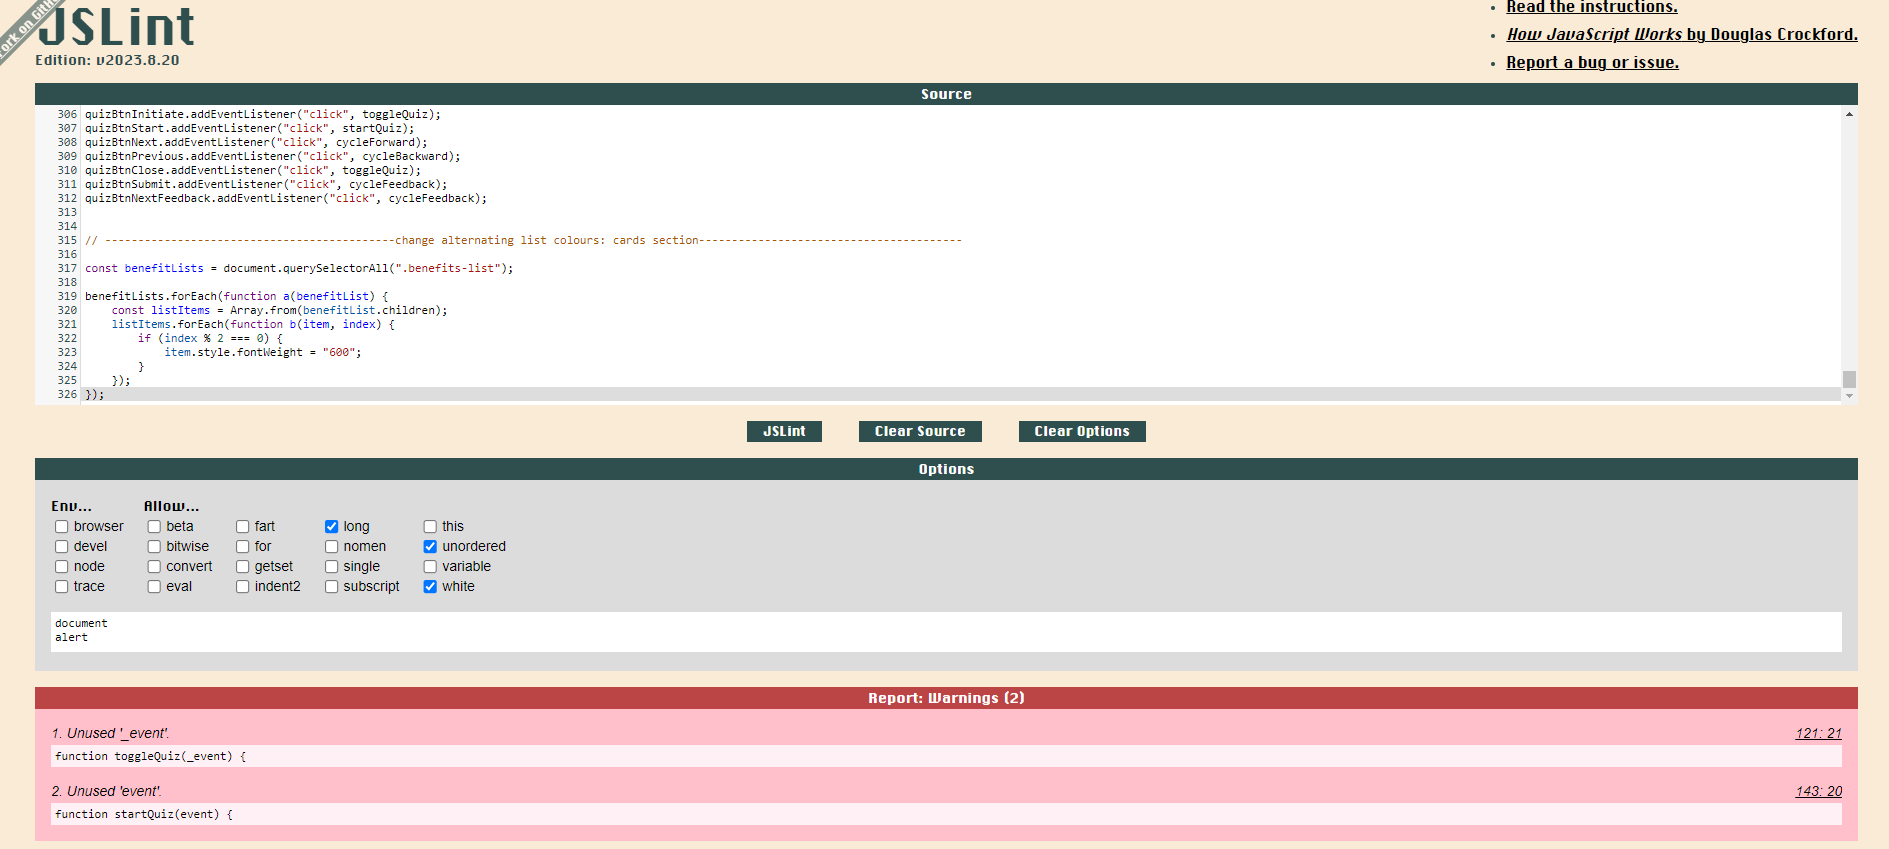 Fork on GitHub
JSLint
Edition: v2023.8.20
Read the instructions.
How JavaScript Works by Douglas Crockford.
Report a bug or issue.
Source
306 quizBtnInitiate.addEventListener("click", toggleQuiz);
307 quizBtnStart.addEventListener("click", startQuiz);
308 quizBtnNext.addEventListener("click", cycleForward);
309 quizBtnPrevious.addEventListener("click", cycleBackward);
310 quizBtnClose.addEventListener("click", toggleQuiz);
311 quizBtnSubmit.addEventListener("click", cycleFeedback);
312 quizBtnNextFeedback.addEventListener("click", cycleFeedback);
313
314
315 // --------------------------------------------change alternating list colours: cards section----------------------------------------
316
317 const benefitLists = document.querySelectorAll(".benefits-list");
318
319 benefitLists.forEach(function a(benefitList) {
320     const listItems = Array.from(benefitList.children);
321     listItems.forEach(function b(item, index) {
322         if (index % 2 === 0) {
323             item.style.fontWeight = "600";
324         }
325     });
326 });
JSLint Clear Source Clear Options
Options
Env... Allow...
browser beta fart long this
devel bitwise for nomen unordered
node convert getset single variable
trace eval indent2 subscript white
document
alert
Report: Warnings (2)
1. Unused '_event'. 121: 21
function toggleQuiz(_event) {
2. Unused 'event'. 143: 20
function startQuiz(event) {